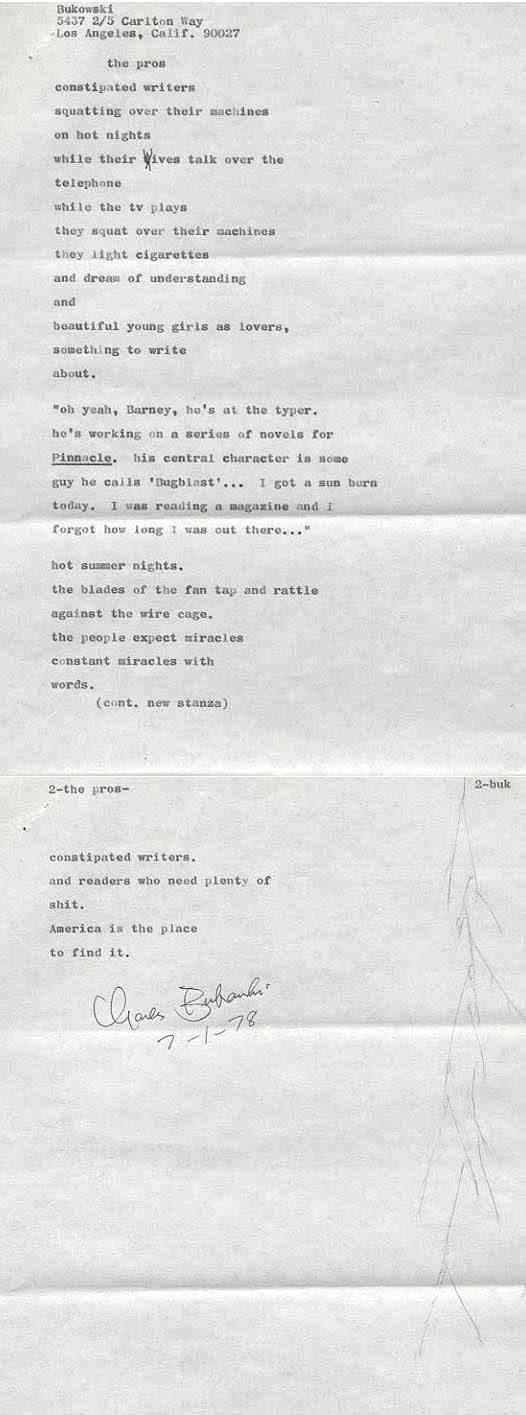 Bukowski
5437 2/5 Carlton Way
Los Angeles, Calif. 90027
the pros
constipated writers
squatting over their machines
on hot nights
while their wives talk over the
telephone
while the tv plays
they squat over their machines
they light cigarettes
and dream of understanding
and
beautiful young girls as lovers,
something to write
about.
"oh yeah, Barney, he's at the typer.
he's working on a series of novels for
Pinnacle. his central character is some
guy he calls 'Bugblast'... I got a sun burn
today. I was reading a magazine and I
forgot how long I was out there..."
hot summer nights.
the blades of the fan tap and rattle
against the wire cage.
the people expect miracles
constant miracles with
words.
(cont. new stanza)
2-the pros-
2-buk
constipated writers.
and readers who need plenty of
shit.
America is the place
to find it.
Charles Bukowski
7-1-78